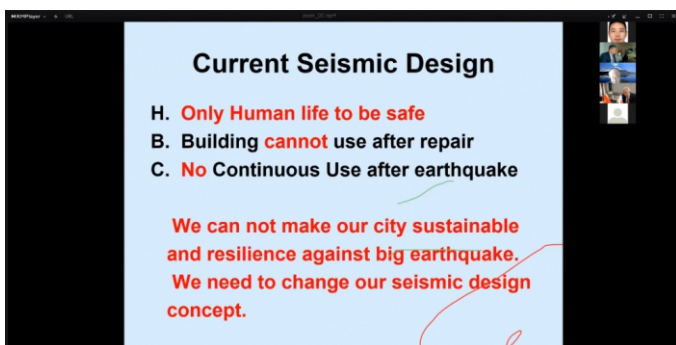 KMPlayer
URL
Current Seismic Design
H. Only Human life to be safe
B. Building cannot use after repair
C. No Continuous Use after earthquake
We can not make our city sustainable
and resilience against big earthquake.
We need to change our seismic design
concept.